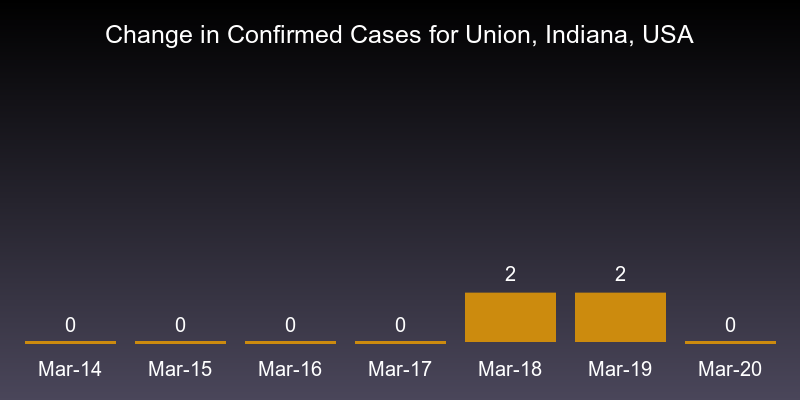 Change in Confirmed Cases for Union, Indiana, USA
0 0 0 0 2 2 0
Mar-14 Mar-15 Mar-16 Mar-17 Mar-18 Mar-19 Mar-20